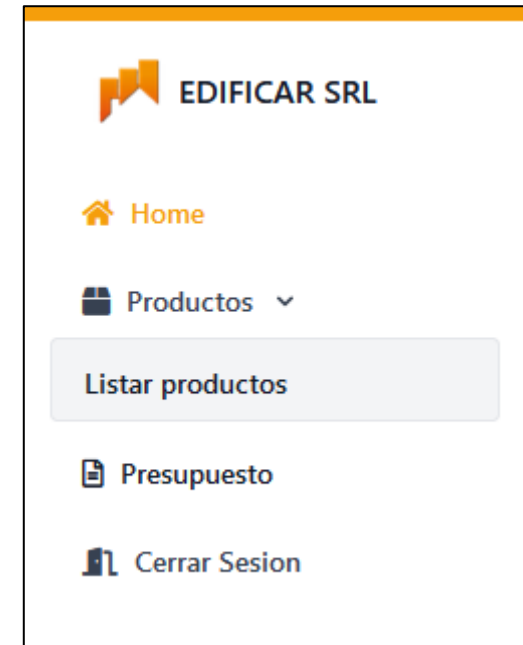 EDIFICAR SRL
Home
Productos
Listar productos
Presupuesto
Cerrar Sesion